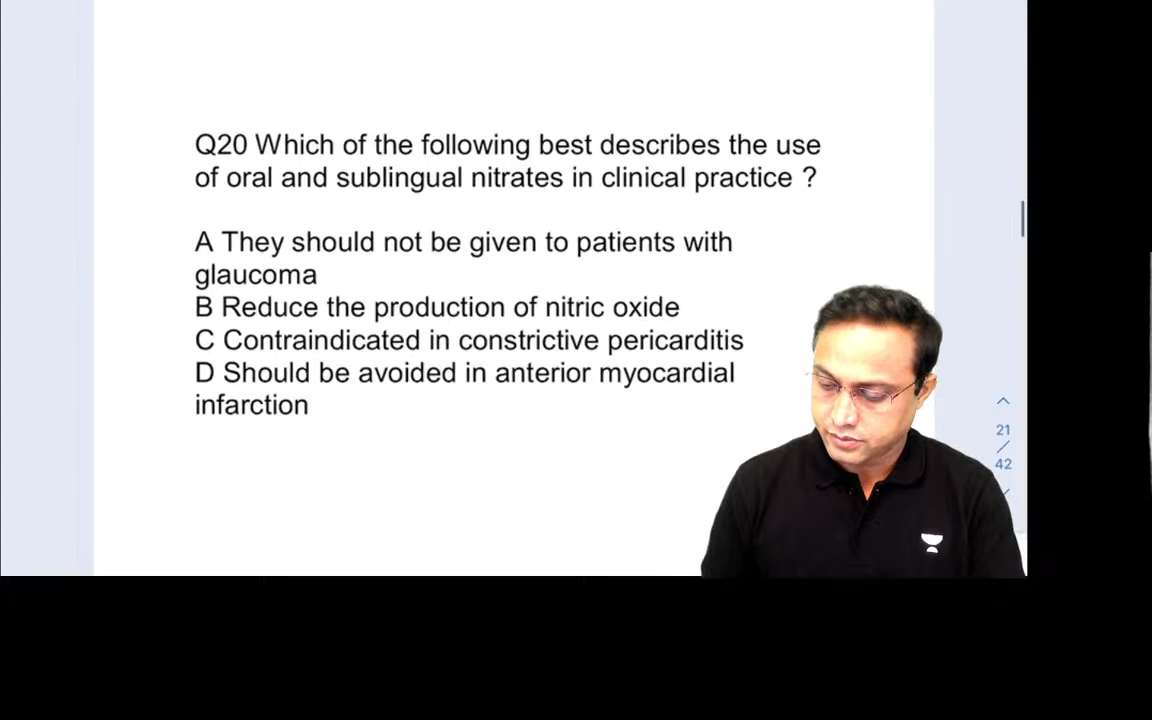 Q20 Which of the following best describes the use
of oral and sublingual nitrates in clinical practice ?
A They should not be given to patients with
glaucoma
B Reduce the production of nitric oxide
C Contraindicated in constrictive pericarditis
D Should be avoided in anterior myocardial
infarction
21
/
42